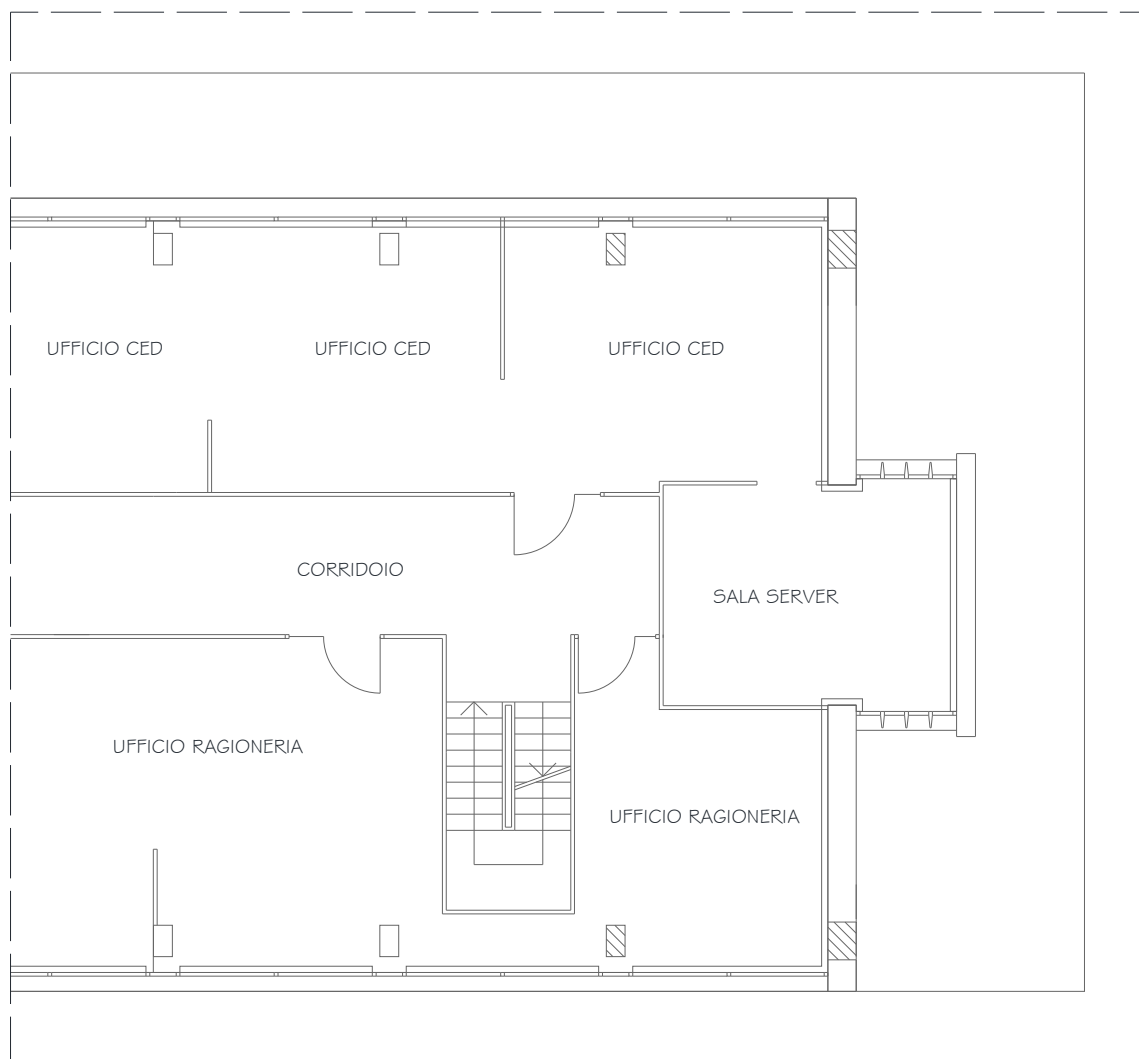 UFFICIO CED
UFFICIO CED
UFFICIO CED
CORRIDOIO
SALA SERVER
UFFICIO RAGIONERIA
UFFICIO RAGIONERIA